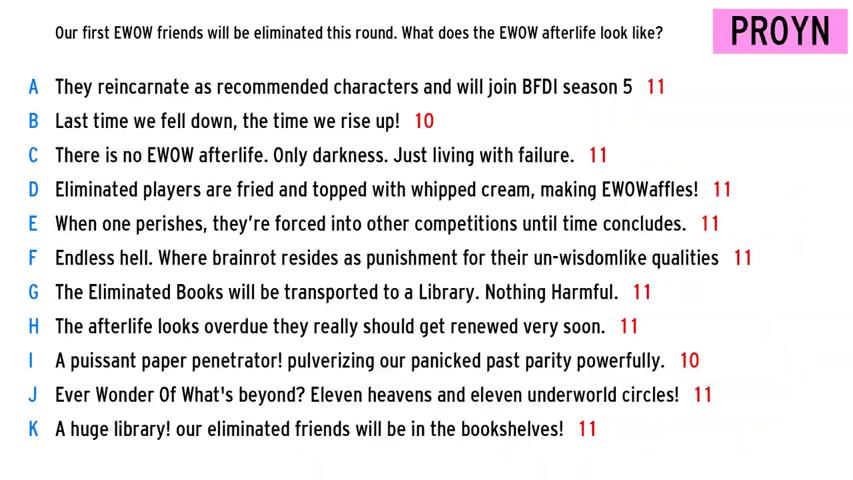 Our first EWOW friends will be eliminated this round. What does the EWOW afterlife look like?
PROYN
A They reincarnate as recommended characters and will join BFDI season 5 11
B Last time we fell down, the time we rise up! 10
C There is no EWOW afterlife. Only darkness. Just living with failure. 11
D Eliminated players are fried and topped with whipped cream, making EWOWaffles! 11
E When one perishes, they're forced into other competitions until time concludes. 11
F Endless hell. Where brainrot resides as punishment for their un-wisdomlike qualities 11
G The Eliminated Books will be transported to a Library. Nothing Harmful. 11
H The afterlife looks overdue they really should get renewed very soon. 11
I A puissant paper penetrator! pulverizing our panicked past parity powerfully. 10
J Ever Wonder Of What's beyond? Eleven heavens and eleven underworld circles! 11
K A huge library! our eliminated friends will be in the bookshelves! 11